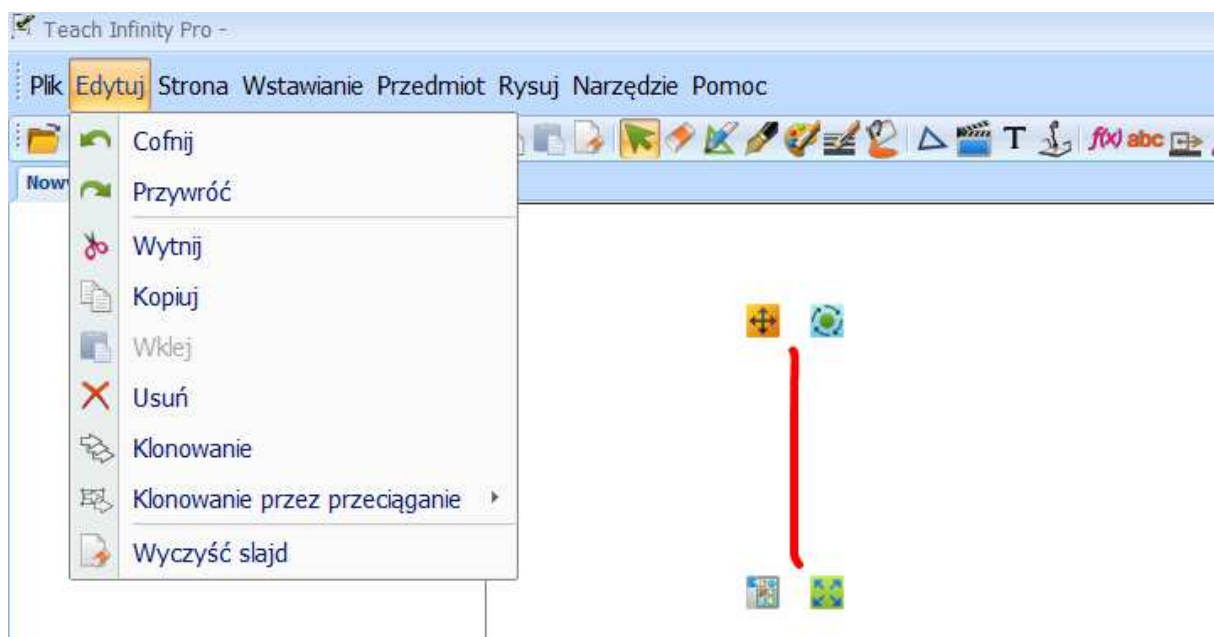 Teach Infinity Pro -
Plik Edytuj Strona Wstawianie Przedmiot Rysuj Narzędzie Pomoc
T f(x) abc
Cofnij
Przywróć
Wytnij
Kopiuj
Wklej
Usuń
Klonowanie
Klonowanie przez przeciąganie
Wyczyść slajd